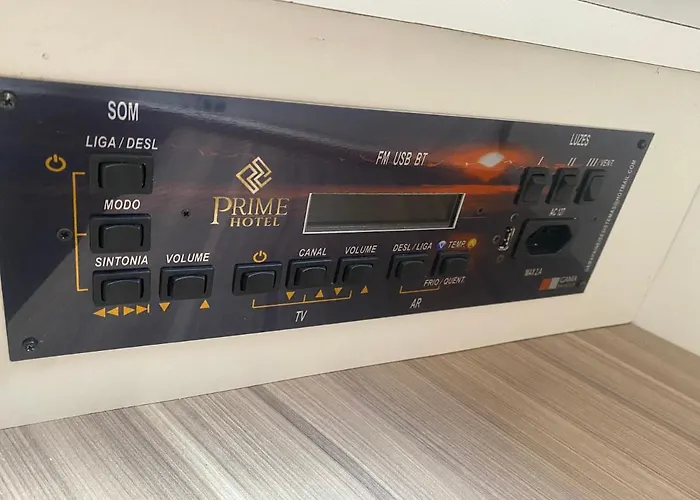 SOM
LIGA / DESL
MODO
SINTONIA
VOLUME
PRIME
HOTEL
FM USB BT
CANAL
VOLUME
TV
DESL / LIGA
TEMP.
FRIO / QUENT.
AR
LUZES
I
II
III / VENT
AC 127
MAX 2A